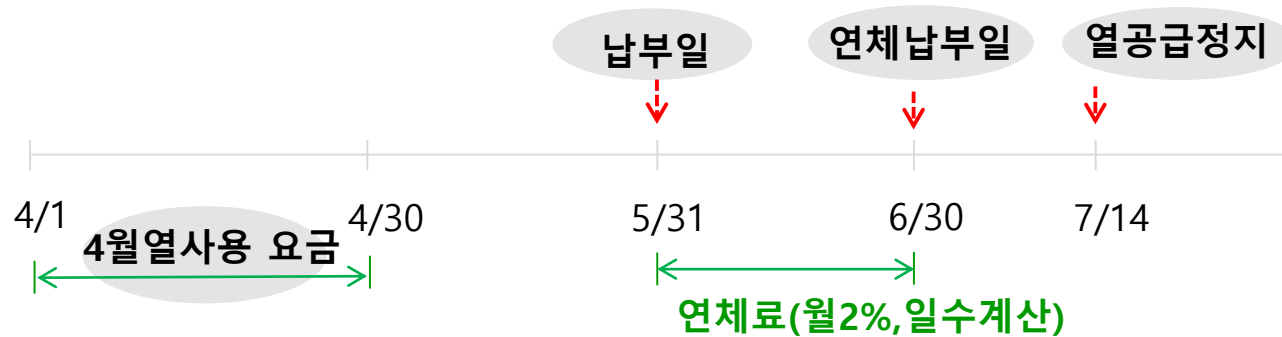 납부일
연체납부일
열공급정지
4/1
4/30
5/31
6/30
7/14
4월열사용 요금
연체료(월2%,일수계산)